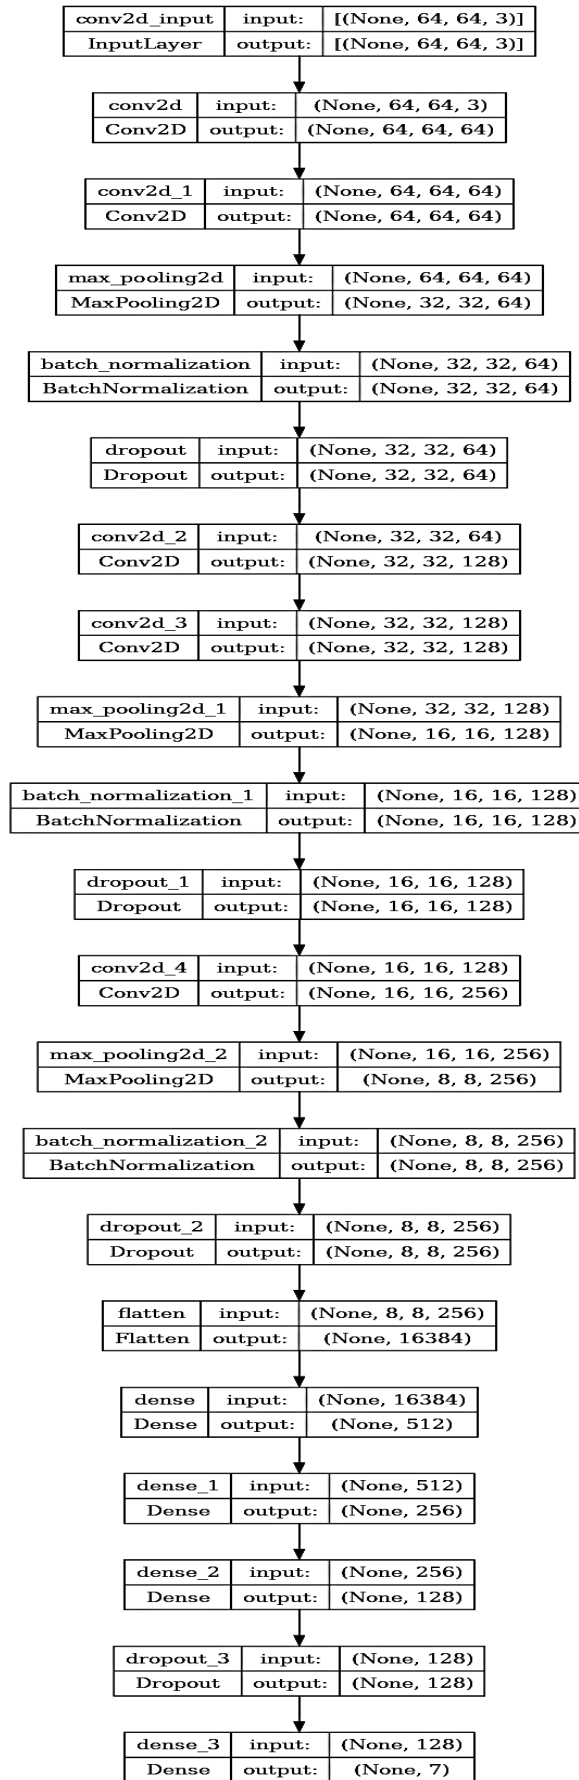 conv2d_input input: [(None, 64, 64, 3)]
InputLayer output: [(None, 64, 64, 3)]
conv2d input: (None, 64, 64, 3)
Conv2D output: (None, 64, 64, 64)
conv2d_1 input: (None, 64, 64, 64)
Conv2D output: (None, 64, 64, 64)
max_pooling2d input: (None, 64, 64, 64)
MaxPooling2D output: (None, 32, 32, 64)
batch_normalization input: (None, 32, 32, 64)
BatchNormalization output: (None, 32, 32, 64)
dropout input: (None, 32, 32, 64)
Dropout output: (None, 32, 32, 64)
conv2d_2 input: (None, 32, 32, 64)
Conv2D output: (None, 32, 32, 128)
conv2d_3 input: (None, 32, 32, 128)
Conv2D output: (None, 32, 32, 128)
max_pooling2d_1 input: (None, 32, 32, 128)
MaxPooling2D output: (None, 16, 16, 128)
batch_normalization_1 input: (None, 16, 16, 128)
BatchNormalization output: (None, 16, 16, 128)
dropout_1 input: (None, 16, 16, 128)
Dropout output: (None, 16, 16, 128)
conv2d_4 input: (None, 16, 16, 128)
Conv2D output: (None, 16, 16, 256)
max_pooling2d_2 input: (None, 16, 16, 256)
MaxPooling2D output: (None, 8, 8, 256)
batch_normalization_2 input: (None, 8, 8, 256)
BatchNormalization output: (None, 8, 8, 256)
dropout_2 input: (None, 8, 8, 256)
Dropout output: (None, 8, 8, 256)
flatten input: (None, 8, 8, 256)
Flatten output: (None, 16384)
dense input: (None, 16384)
Dense output: (None, 512)
dense_1 input: (None, 512)
Dense output: (None, 256)
dense_2 input: (None, 256)
Dense output: (None, 128)
dropout_3 input: (None, 128)
Dropout output: (None, 128)
dense_3 input: (None, 128)
Dense output: (None, 7)